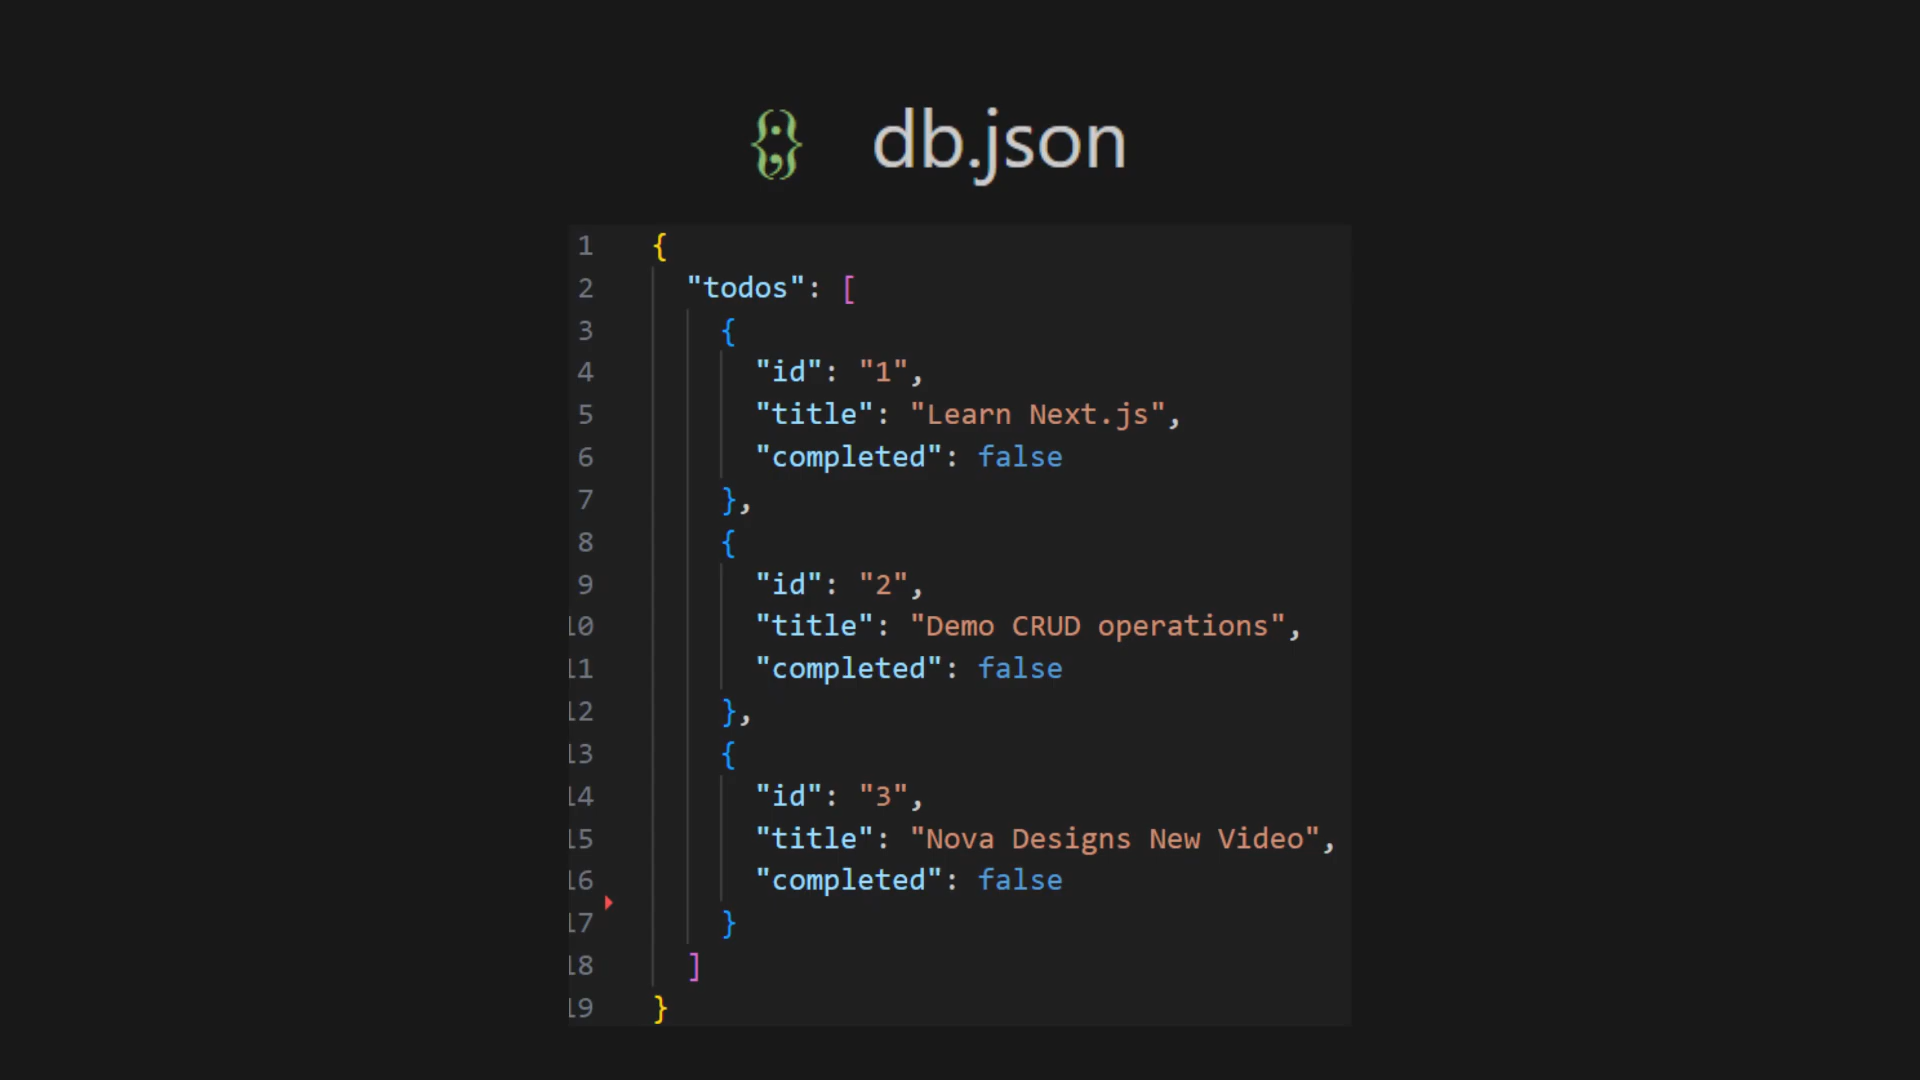 db.json
1 {
2 "todos": [
3 {
4 "id": "1",
5 "title": "Learn Next.js",
6 "completed": false
7 },
8 {
9 "id": "2",
10 "title": "Demo CRUD operations",
11 "completed": false
12 },
13 {
14 "id": "3",
15 "title": "Nova Designs New Video",
16 "completed": false
17 }
18 ]
19 }